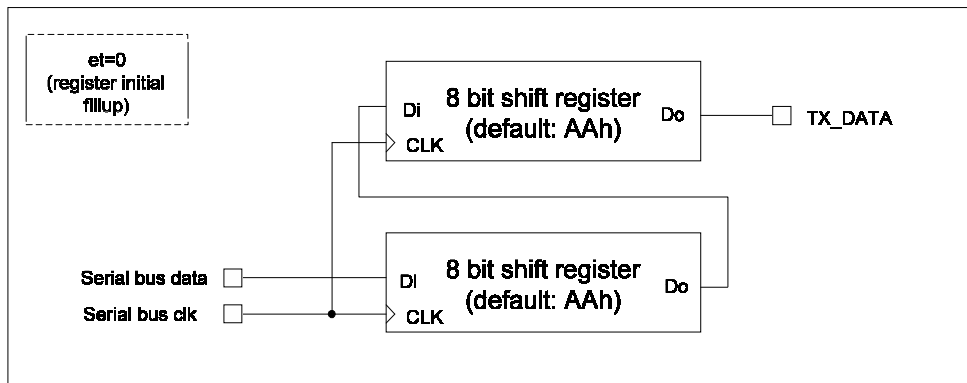 et=0
(register initial
fillup)
Di
8 bit shift register
(default: AAh)
Do
CLK
TX_DATA
Serial bus data
DI
8 bit shift register
(default: AAh)
Do
Serial bus clk
CLK